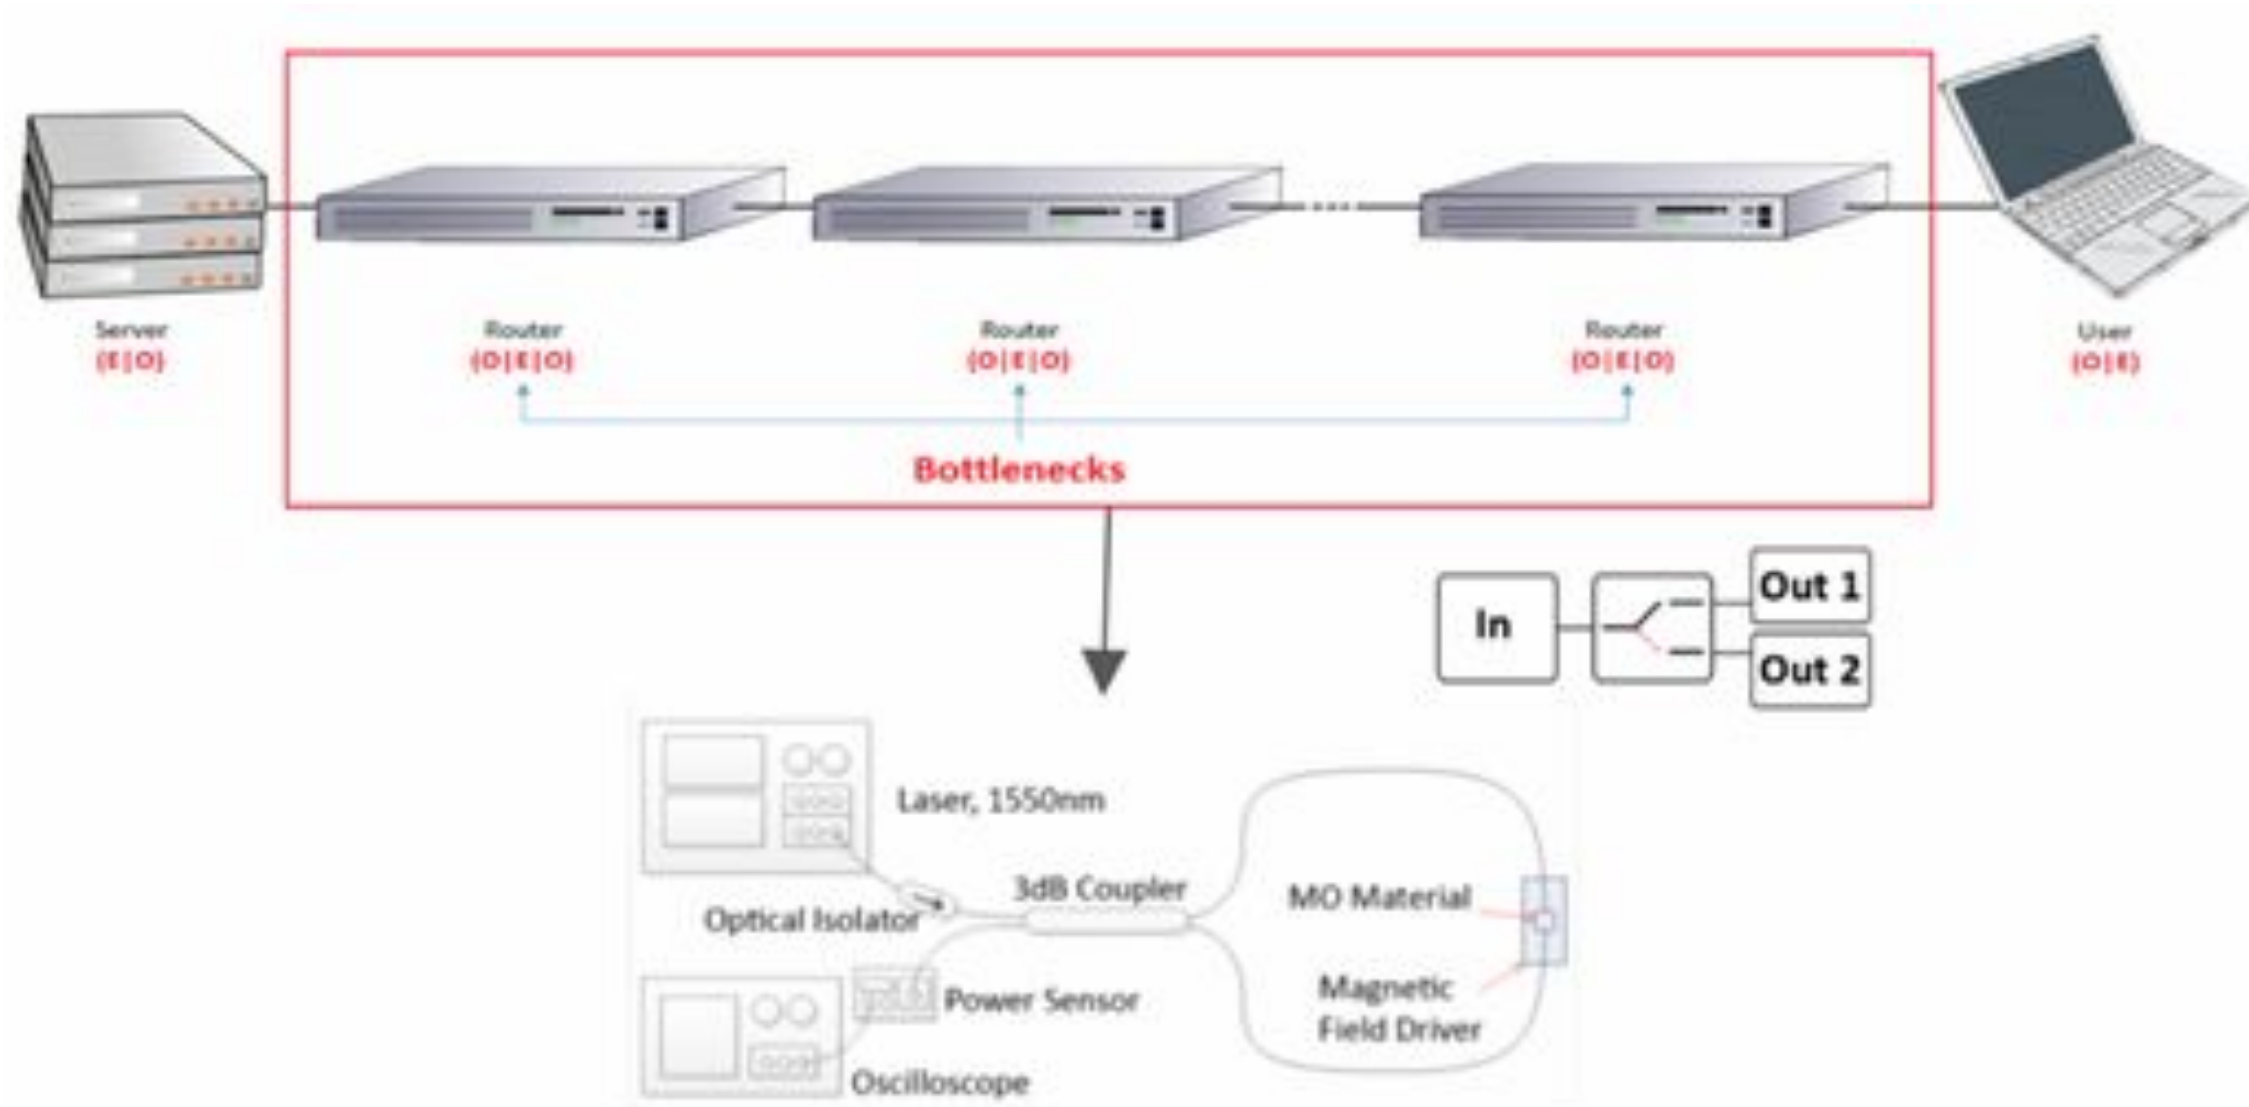 Server
(E|O)
Router
(O|E|O)
Router
(O|E|O)
Router
(O|E|O)
User
(O|E)
Bottlenecks
In
Out 1
Out 2
Laser, 1550nm
3dB Coupler
Optical Isolator
MO Material
Power Sensor
Magnetic
Field Driver
Oscilloscope